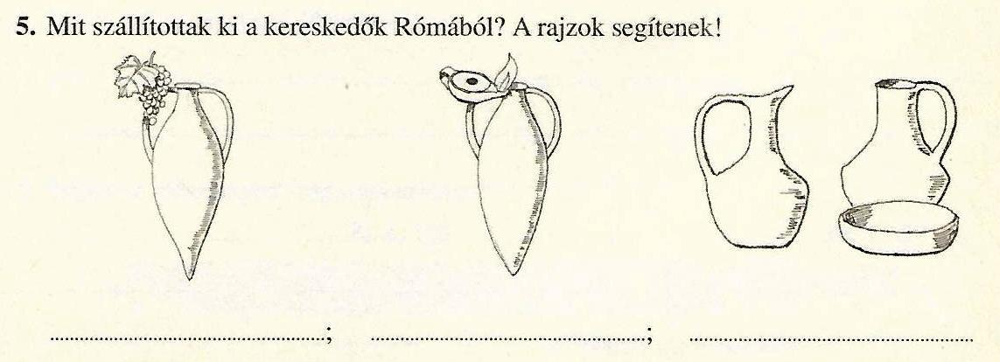 5. Mit szállítottak ki a kereskedők Rómából? A rajzok segítenek!
....................................................; ....................................................; ......................................................